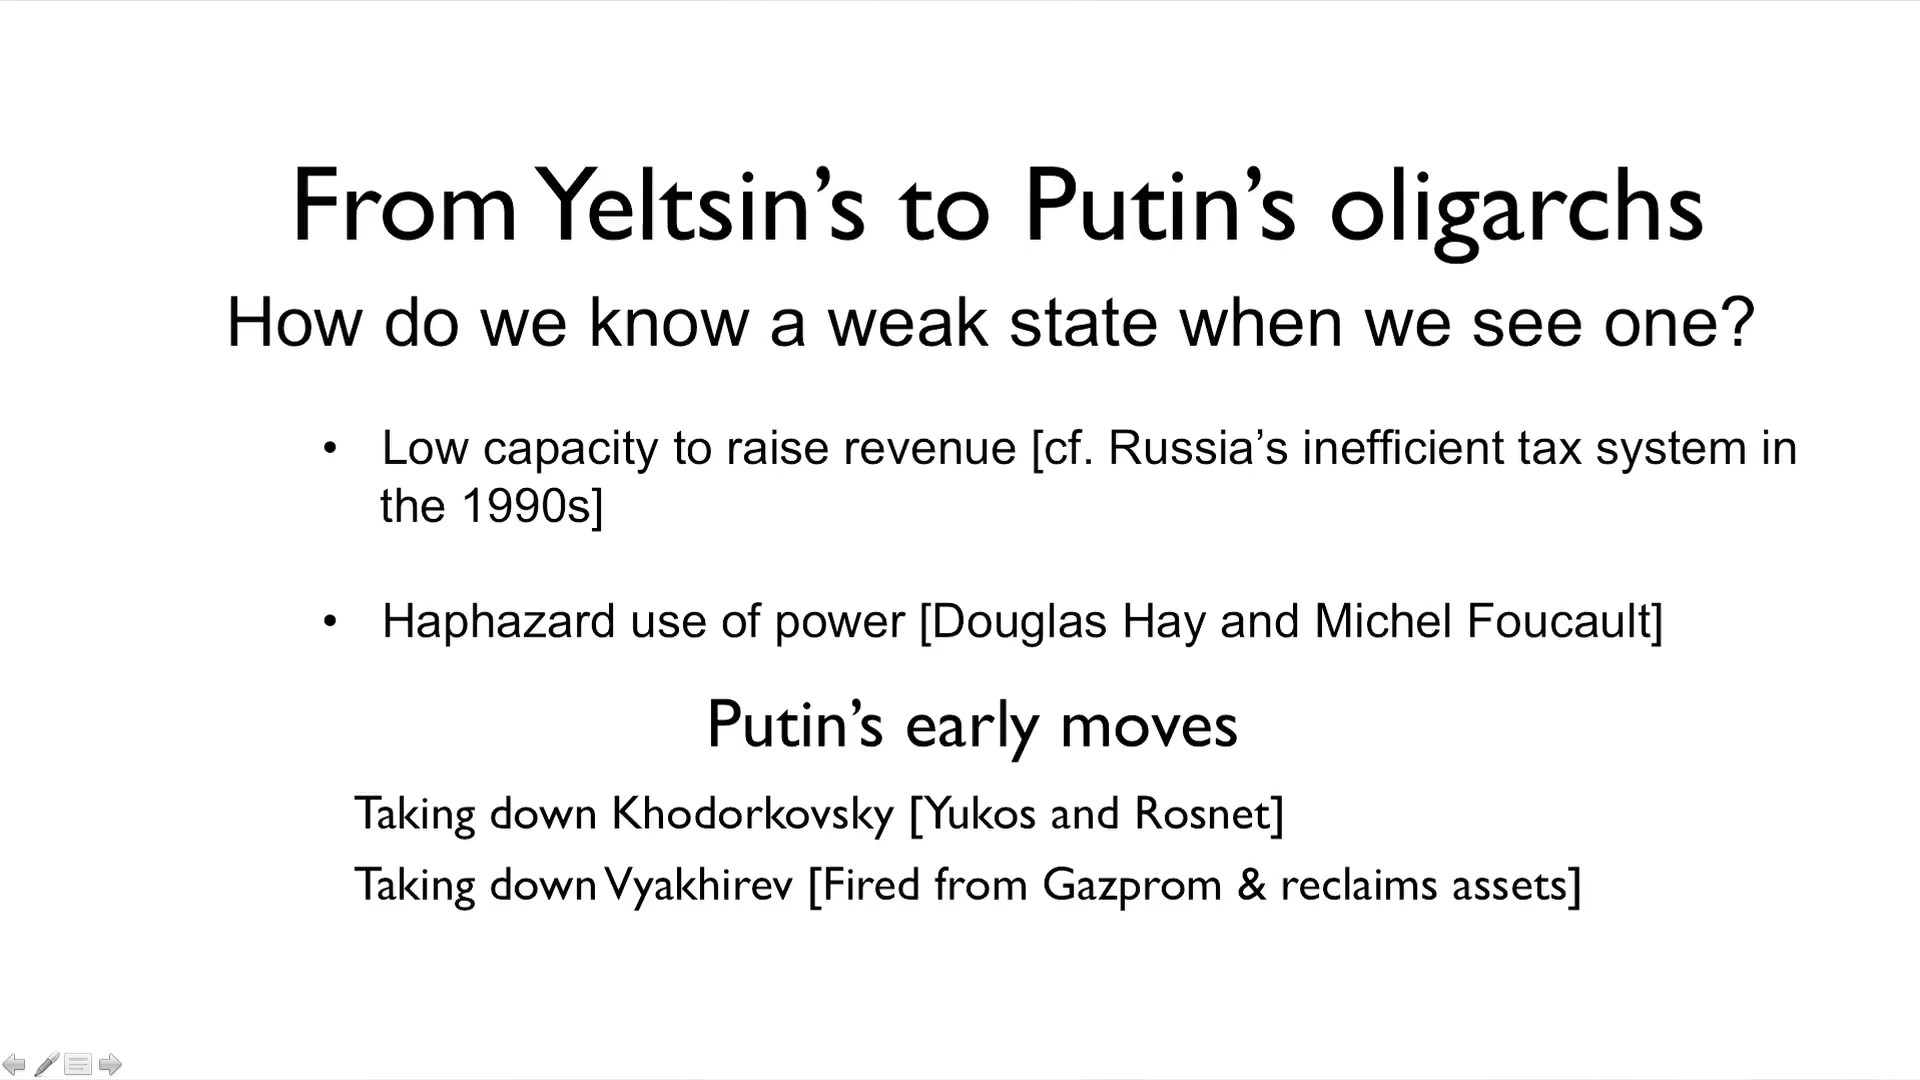 From Yeltsin’s to Putin’s oligarchs
How do we know a weak state when we see one?
• Low capacity to raise revenue [cf. Russia’s inefficient tax system in
the 1990s]
• Haphazard use of power [Douglas Hay and Michel Foucault]
Putin’s early moves
Taking down Khodorkovsky [Yukos and Rosnet]
Taking down Vyakhirev [Fired from Gazprom & reclaims assets]